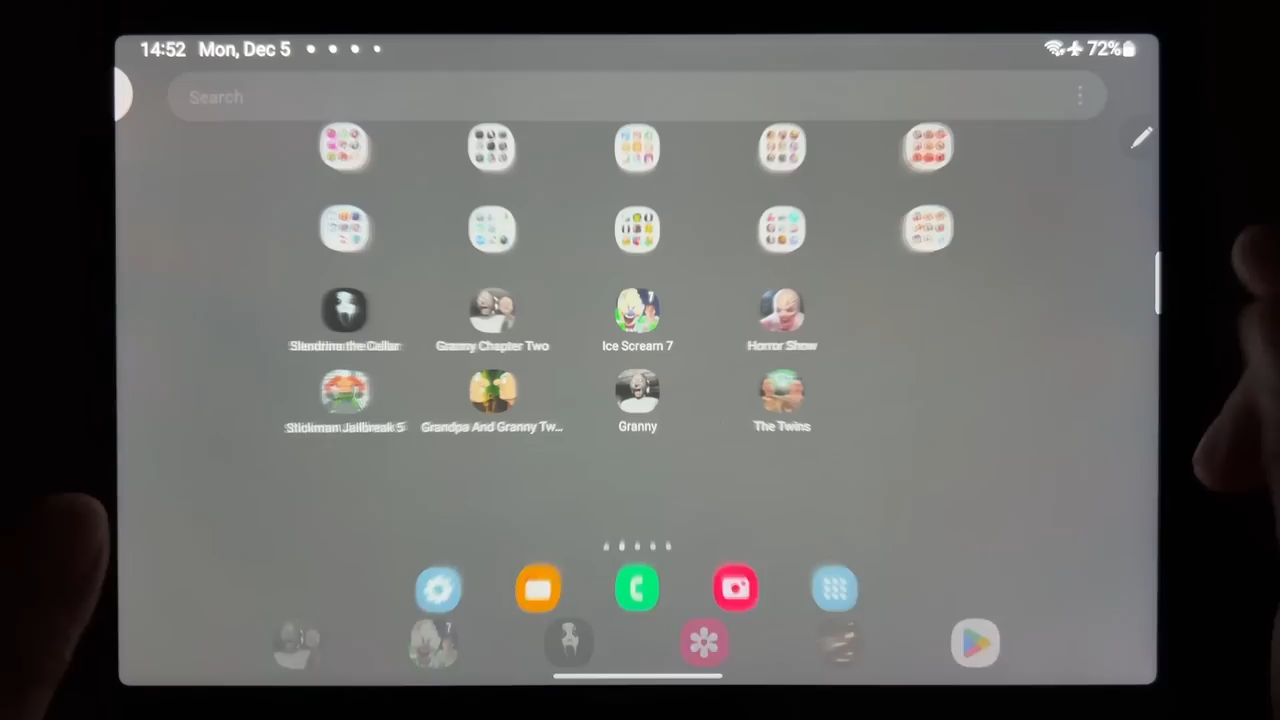 14:52 Mon, Dec 5 72%
Search
Slendrina the Cellar Granny Chapter Two Ice Scream 7 Horror Show
Stickman Jailbreak 5 Grandpa And Granny Tw... Granny The Twins